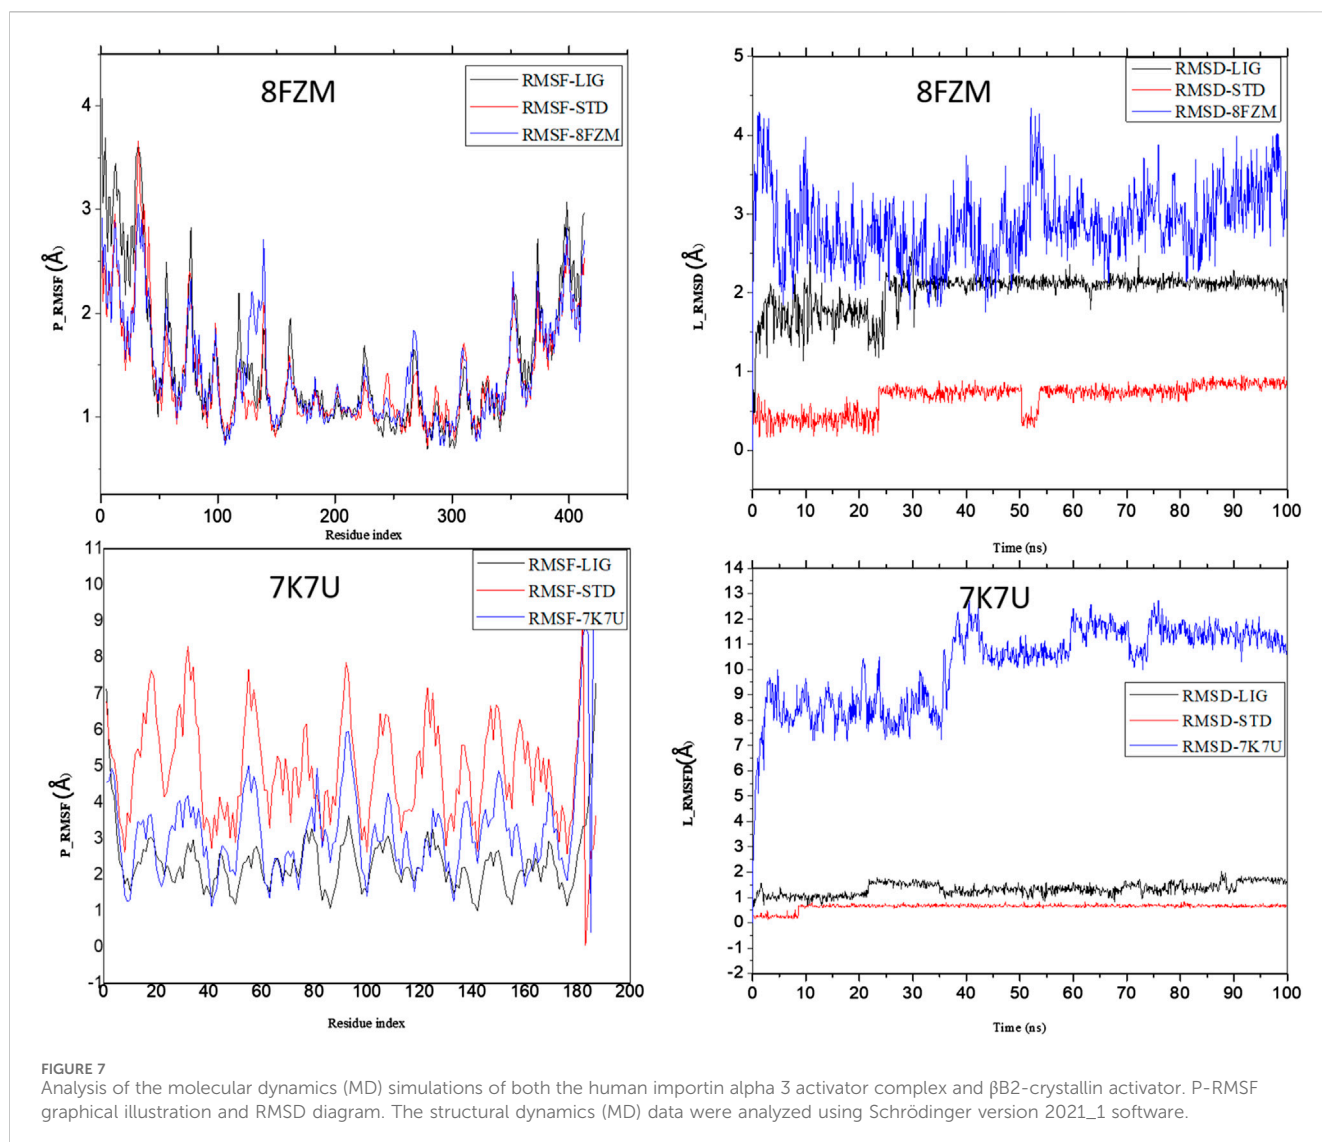 8FZM
RMSF-LIG
RMSF-STD
RMSF-8FZM
P_RMSF (Å)
4
3
2
1
0 100 200 300 400
Residue index
8FZM
RMSD-LIG
RMSD-STD
RMSD-8FZM
L_RMSD (Å)
5
4
3
2
1
0
0 10 20 30 40 50 60 70 80 90 100
Time (ns)
7K7U
RMSF-LIG
RMSF-STD
RMSF-7K7U
P_RMSF (Å)
11
10
9
8
7
6
5
4
3
2
1
0
-1
0 20 40 60 80 100 120 140 160 180 200
Residue index
7K7U
RMSD-LIG
RMSD-STD
RMSD-7K7U
L_RMSFD(Å)
14
13
12
11
10
9
8
7
6
5
4
3
2
1
0
-1
-2
0 10 20 30 40 50 60 70 80 90 100
Time (ns)
FIGURE 7
Analysis of the molecular dynamics (MD) simulations of both the human importin alpha 3 activator complex and βB2-crystallin activator. P-RMSF
graphical illustration and RMSD diagram. The structural dynamics (MD) data were analyzed using Schrödinger version 2021_1 software.